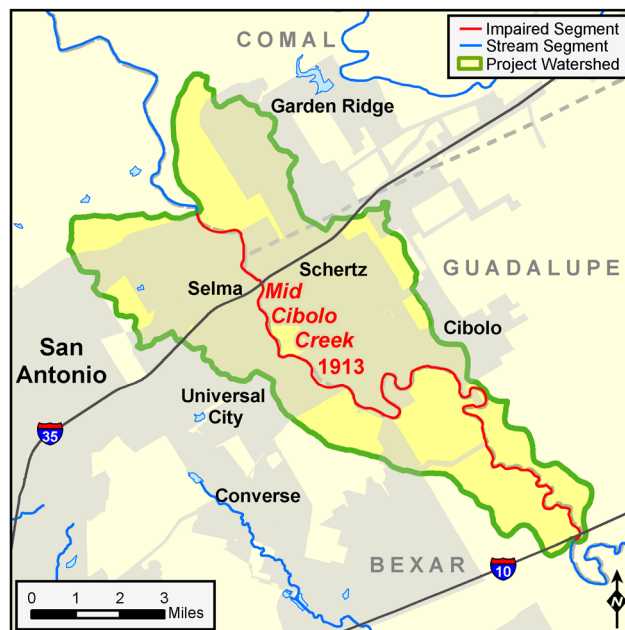 COMAL
Impaired Segment
Stream Segment
Project Watershed
Garden Ridge
GUADALUPE
Schertz
Selma
Mid
Cibolo
Creek
1913
Cibolo
San
Antonio
Universal
City
35
Converse
BEXAR
10
0 1 2 3
Miles
N